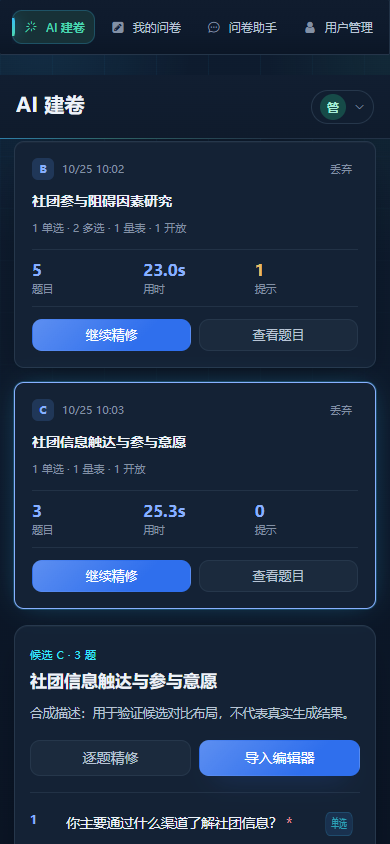 AI 建卷
我的问卷
问卷助手
用户管理
AI 建卷
管
B 10/25 10:02 丢弃
社团参与阻碍因素研究
1 单选 · 2 多选 · 1 量表 · 1 开放
5 23.0s 1
题目 用时 提示
继续精修 查看题目
C 10/25 10:03 丢弃
社团信息触达与参与意愿
1 单选 · 1 量表 · 1 开放
3 25.3s 0
题目 用时 提示
继续精修 查看题目
候选 C · 3 题
社团信息触达与参与意愿
合成描述：用于验证候选对比布局，不代表真实生成结果。
逐题精修 导入编辑器
1 你主要通过什么渠道了解社团信息？ * 单选